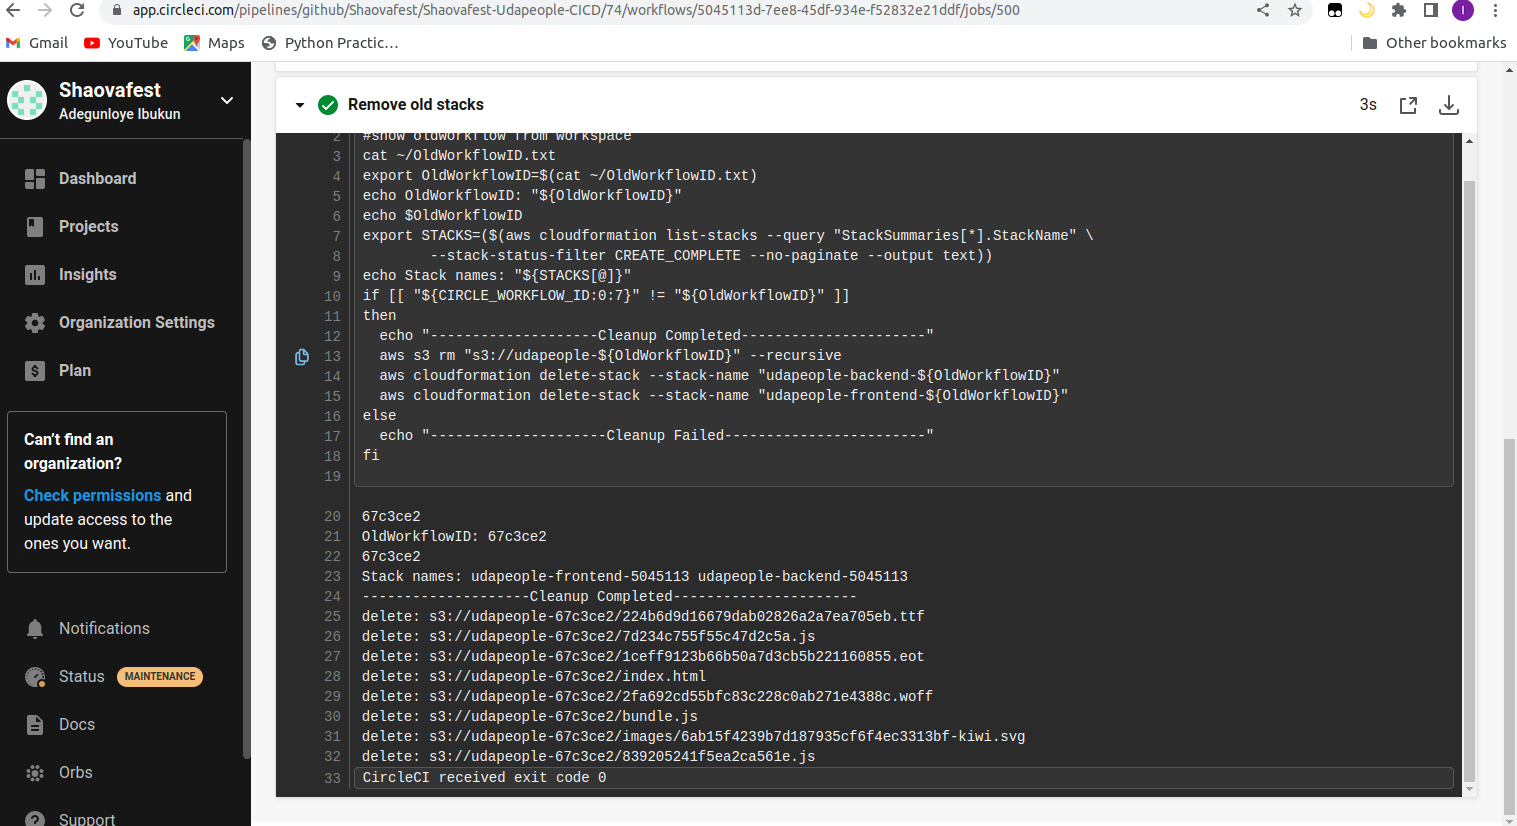 app.circleci.com/pipelines/github/Shaovafest/Shaovafest-Udapeople-CICD/74/workflows/5045113d-7ee8-45df-934e-f52832e21ddf/jobs/500
I
Gmail YouTube Maps Python Practic… Other bookmarks
Shaovafest
Adegunloye Ibukun
Dashboard
Projects
Insights
Organization Settings
Plan
Can’t find an
organization?
Check permissions and
update access to the
ones you want.
Notifications
Status MAINTENANCE
Docs
Orbs
Support
Remove old stacks 3s
2 #show oldworkflow from workspace
3 cat ~/OldWorkflowID.txt
4 export OldWorkflowID=$(cat ~/OldWorkflowID.txt)
5 echo OldWorkflowID: "${OldWorkflowID}"
6 echo $OldWorkflowID
7 export STACKS=($(aws cloudformation list-stacks --query "StackSummaries[*].StackName" \
8         --stack-status-filter CREATE_COMPLETE --no-paginate --output text))
9 echo Stack names: "${STACKS[@]}"
10 if [[ "${CIRCLE_WORKFLOW_ID:0:7}" != "${OldWorkflowID}" ]]
11 then
12   echo "--------------------Cleanup Completed----------------------"
13   aws s3 rm "s3://udapeople-${OldWorkflowID}" --recursive
14   aws cloudformation delete-stack --stack-name "udapeople-backend-${OldWorkflowID}"
15   aws cloudformation delete-stack --stack-name "udapeople-frontend-${OldWorkflowID}"
16 else
17   echo "---------------------Cleanup Failed------------------------"
18 fi
19
20 67c3ce2
21 OldWorkflowID: 67c3ce2
22 67c3ce2
23 Stack names: udapeople-frontend-5045113 udapeople-backend-5045113
24 --------------------Cleanup Completed----------------------
25 delete: s3://udapeople-67c3ce2/224b6d9d16679dab02826a2a7ea705eb.ttf
26 delete: s3://udapeople-67c3ce2/7d234c755f55c47d2c5a.js
27 delete: s3://udapeople-67c3ce2/1ceff9123b66b50a7d3cb5b221160855.eot
28 delete: s3://udapeople-67c3ce2/index.html
29 delete: s3://udapeople-67c3ce2/2fa692cd55bfc83c228c0ab271e4388c.woff
30 delete: s3://udapeople-67c3ce2/bundle.js
31 delete: s3://udapeople-67c3ce2/images/6ab15f4239b7d187935cf6f4ec3313bf-kiwi.svg
32 delete: s3://udapeople-67c3ce2/839205241f5ea2ca561e.js
33 CircleCI received exit code 0